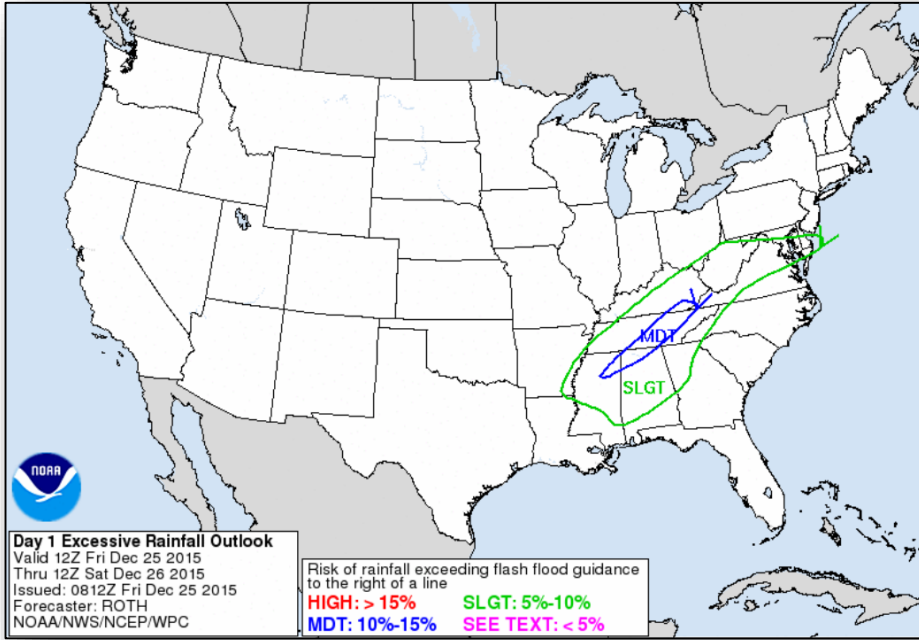 MDT
SLGT
NOAA
Day 1 Excessive Rainfall Outlook
Valid 12Z Fri Dec 25 2015
Thru 12Z Sat Dec 26 2015
Issued: 0812Z Fri Dec 25 2015
Forecaster: ROTH
NOAA/NWS/NCEP/WPC
Risk of rainfall exceeding flash flood guidance
to the right of a line
HIGH: > 15% SLGT: 5%-10%
MDT: 10%-15% SEE TEXT: < 5%